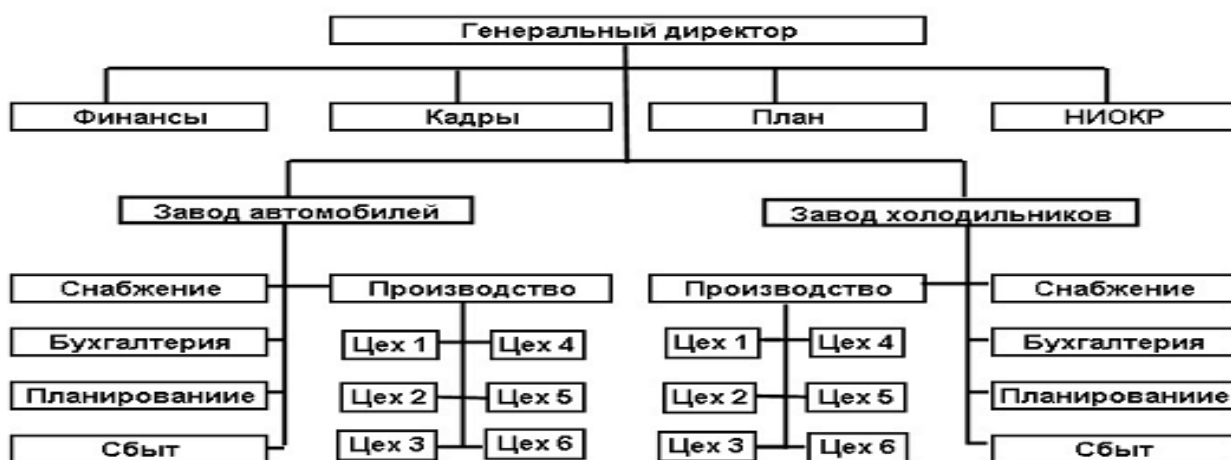 Генеральный директор
Финансы Кадры План НИОКР
Завод автомобилей Завод холодильников
Снабжение Производство Производство Снабжение
Бухгалтерия Цех 1 Цех 4 Цех 1 Цех 4 Бухгалтерия
Планированиие Цех 2 Цех 5 Цех 2 Цех 5 Планированиие
Сбыт Цех 3 Цех 6 Цех 3 Цех 6 Сбыт